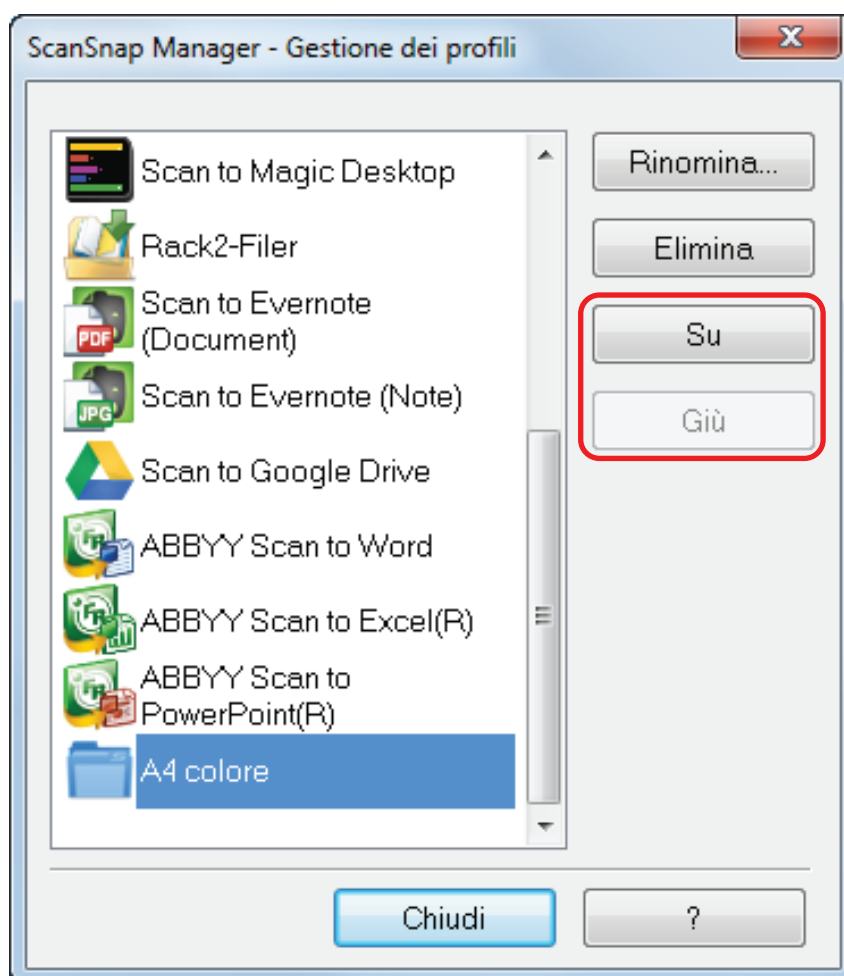 ScanSnap Manager - Gestione dei profili
Scan to Magic Desktop
Rack2-Filer
Scan to Evernote
(Document)
PDF
Scan to Evernote (Note)
JPG
Scan to Google Drive
ABBYY Scan to Word
ABBYY Scan to Excel(R)
ABBYY Scan to
PowerPoint(R)
A4 colore
Rinomina...
Elimina
Su
Giù
Chiudi
?